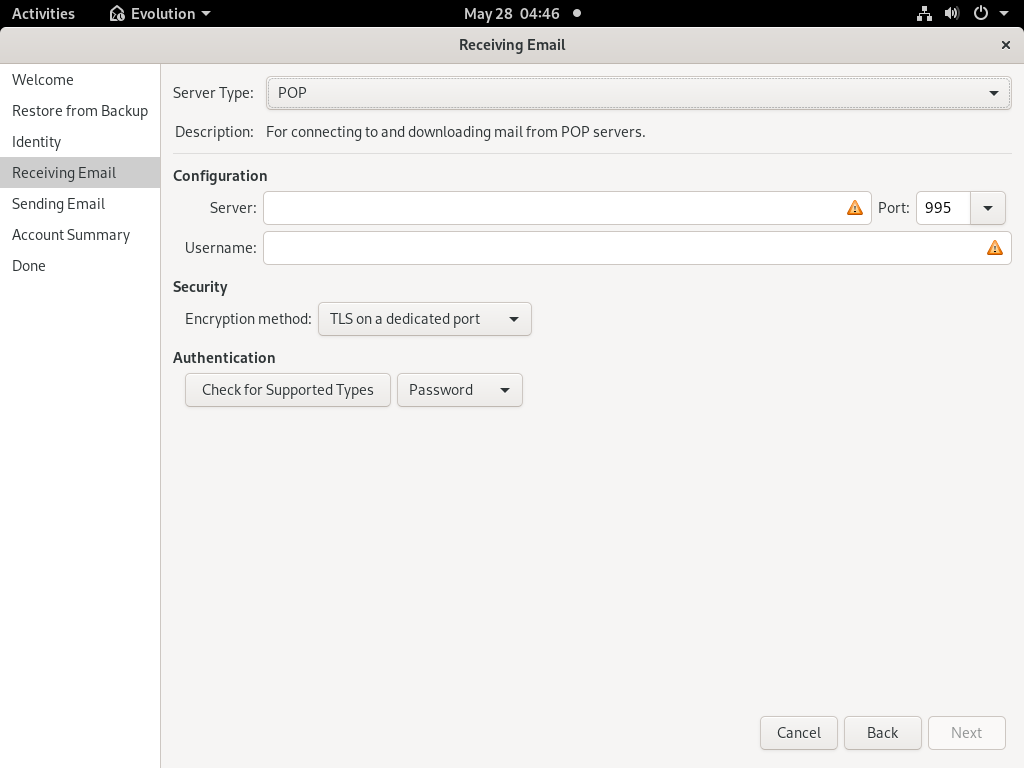 Activities Evolution May 28 04:46
Receiving Email
Welcome
Restore from Backup
Identity
Receiving Email
Sending Email
Account Summary
Done
Server Type: POP
Description: For connecting to and downloading mail from POP servers.
Configuration
Server: Port: 995
Username:
Security
Encryption method: TLS on a dedicated port
Authentication
Check for Supported Types Password
Cancel Back Next